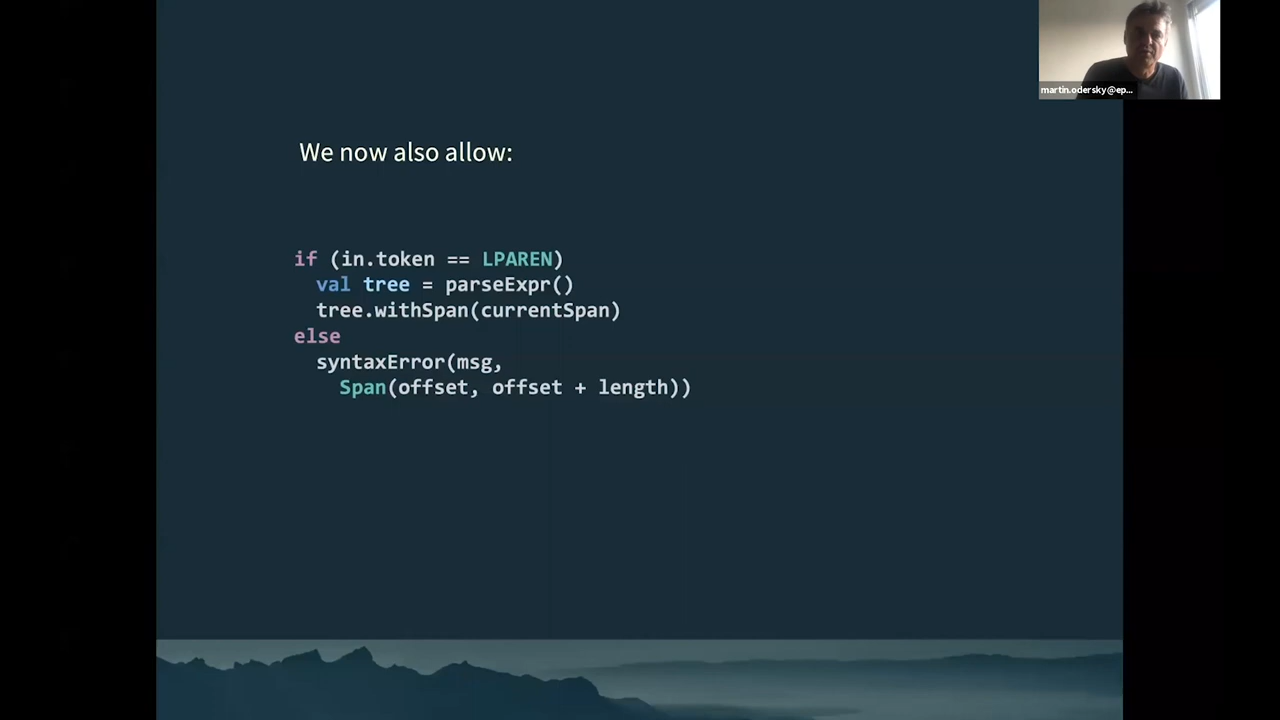 martin.odersky@ep...
We now also allow:
if (in.token == LPAREN)
  val tree = parseExpr()
  tree.withSpan(currentSpan)
else
  syntaxError(msg,
    Span(offset, offset + length))